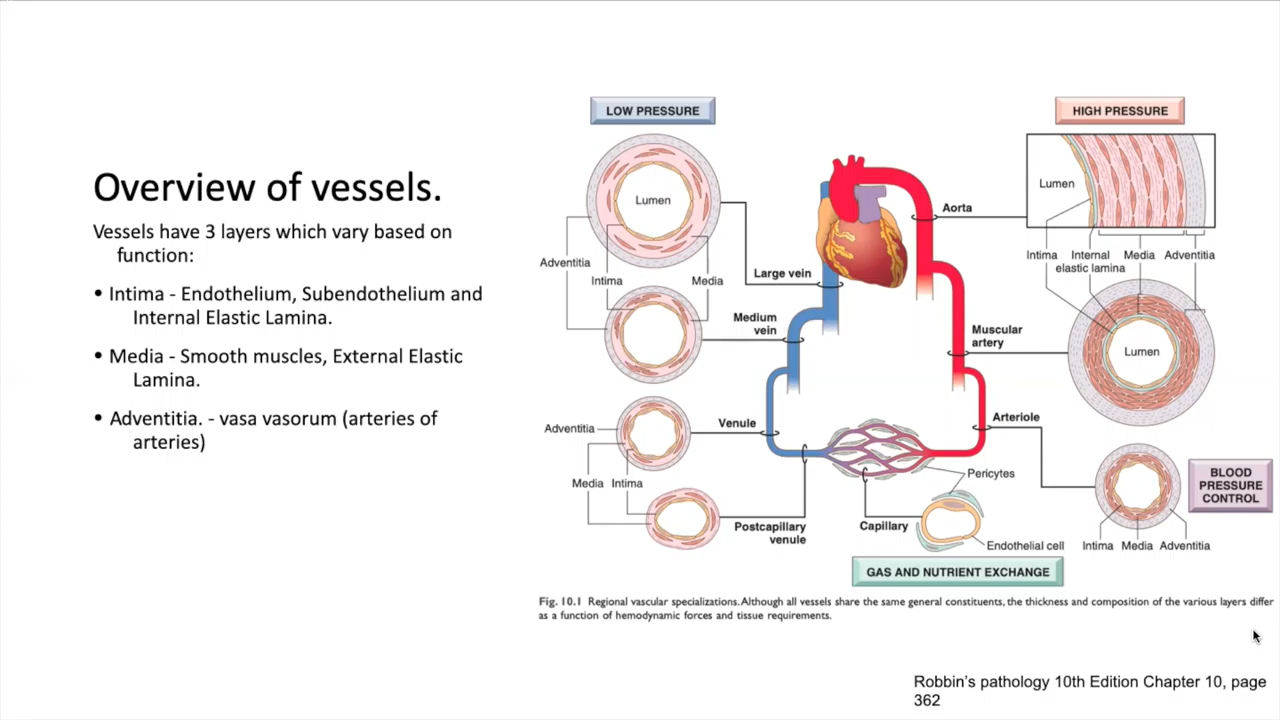 Overview of vessels.
Vessels have 3 layers which vary based on
function:
• Intima - Endothelium, Subendothelium and
Internal Elastic Lamina.
• Media - Smooth muscles, External Elastic
Lamina.
• Adventitia. - vasa vasorum (arteries of
arteries)
LOW PRESSURE
Lumen
Adventitia
Intima
Media
Large vein
Medium
vein
Adventitia
Venule
Media
Intima
Postcapillary
venule
HIGH PRESSURE
Lumen
Aorta
Intima
Internal
elastic lamina
Media
Adventitia
Muscular
artery
Lumen
Arteriole
Pericytes
BLOOD
PRESSURE
CONTROL
Capillary
Endothelial cell
Intima
Media
Adventitia
GAS AND NUTRIENT EXCHANGE
Fig. 10.1 Regional vascular specializations. Although all vessels share the same general constituents, the thickness and composition of the various layers differ
as a function of hemodynamic forces and tissue requirements.
Robbin's pathology 10th Edition Chapter 10, page
362